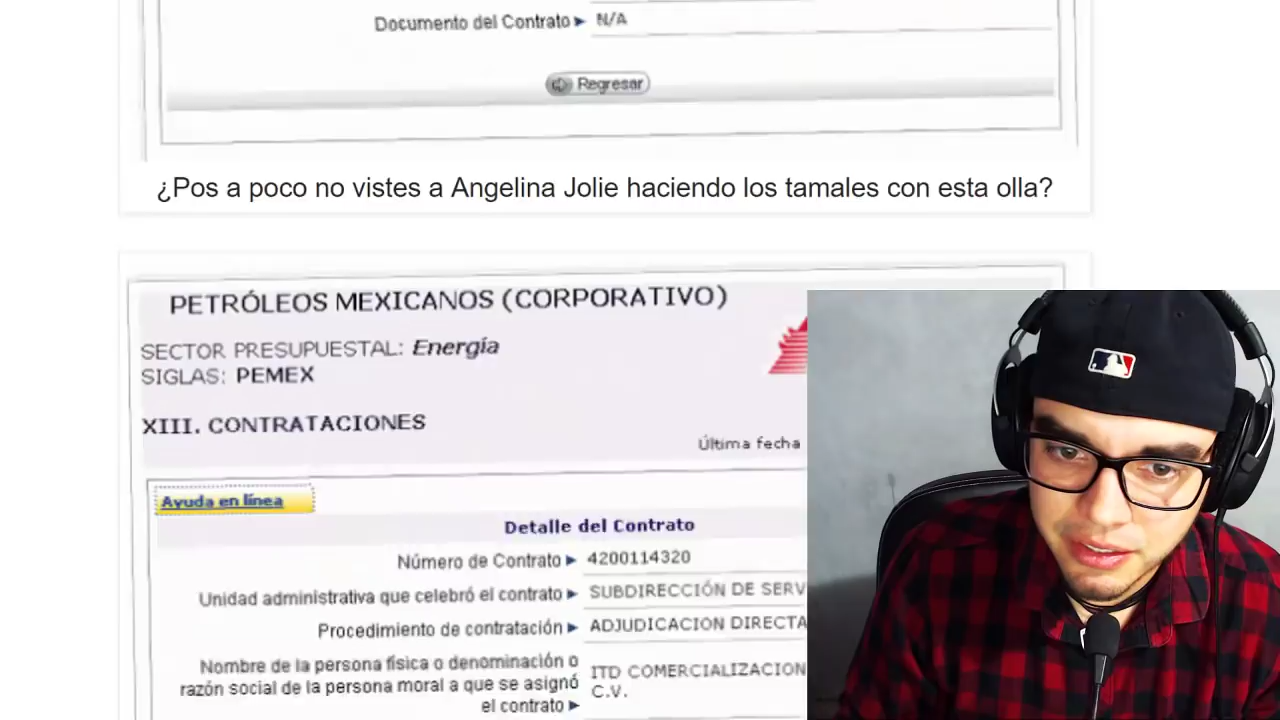 Documento del Contrato ▸ N/A
Regresar
¿Pos a poco no vistes a Angelina Jolie haciendo los tamales con esta olla?
PETRÓLEOS MEXICANOS (CORPORATIVO)
SECTOR PRESUPUESTAL: Energía
SIGLAS: PEMEX
XIII. CONTRATACIONES
Última fecha
Ayuda en línea
Detalle del Contrato
Número de Contrato ▸ 4200114320
Unidad administrativa que celebró el contrato ▸ SUBDIRECCIÓN DE SERV
Procedimiento de contratación ▸ ADJUDICACION DIRECTA
Nombre de la persona física o denominación o
razón social de la persona moral a que se asignó
el contrato ▸
ITD COMERCIALIZACION
C.V.